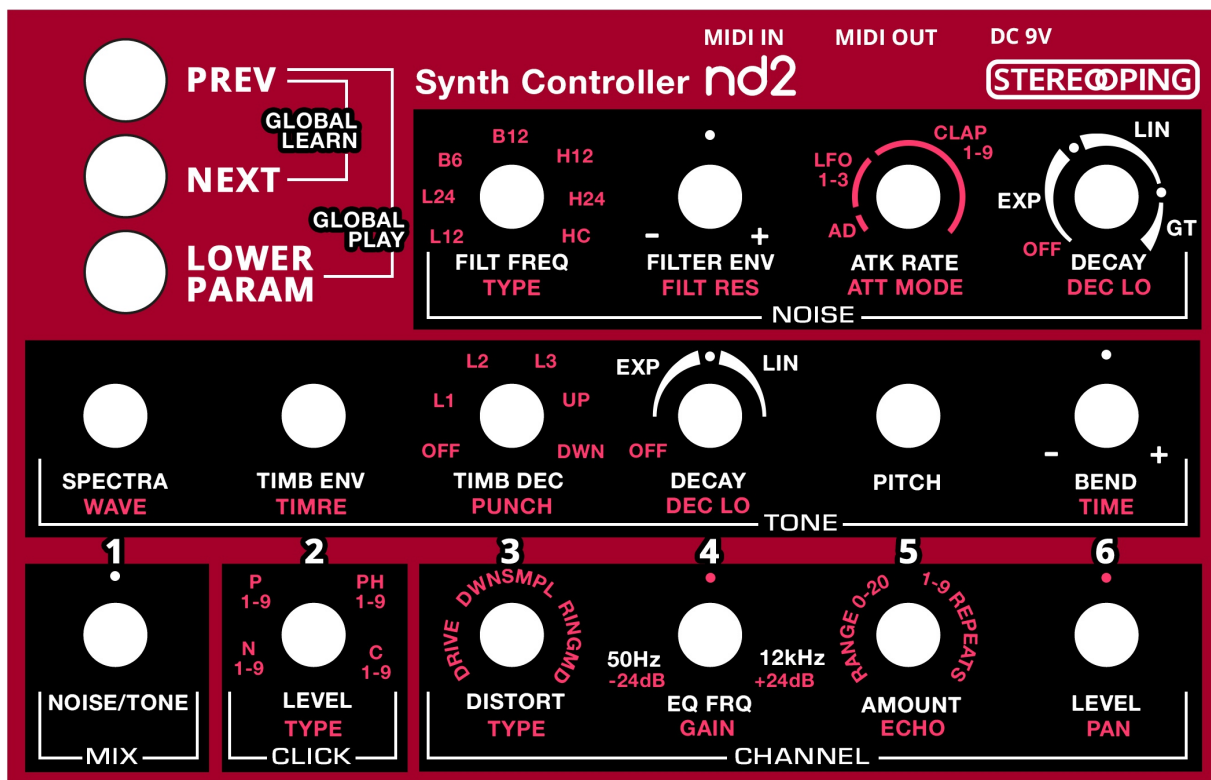 MIDI IN
MIDI OUT
DC 9V
PREV
NEXT
LOWER
PARAM
GLOBAL
LEARN
GLOBAL
PLAY
Synth Controller nd2
STEREOPING
L12
L24
B6
B12
H12
H24
HC
FILT FREQ
TYPE
- +
FILTER ENV
FILT RES
AD
LFO
1-3
CLAP
1-9
ATK RATE
ATT MODE
OFF
EXP
LIN
GT
DECAY
DEC LO
NOISE
SPECTRA
WAVE
TIMB ENV
TIMRE
OFF
L1
L2
L3
UP
DWN
TIMB DEC
PUNCH
OFF
EXP
LIN
DECAY
DEC LO
PITCH
- +
BEND
TIME
TONE
1 2 3 4 5 6
NOISE/TONE
MIX
N
1-9
P
1-9
PH
1-9
C
1-9
LEVEL
TYPE
CLICK
DRIVE DWNSMPL RINGMD
DISTORT
TYPE
50Hz 12kHz
-24dB +24dB
EQ FRQ
GAIN
RANGE 0-20 1-9 REPEATS
AMOUNT
ECHO
LEVEL
PAN
CHANNEL